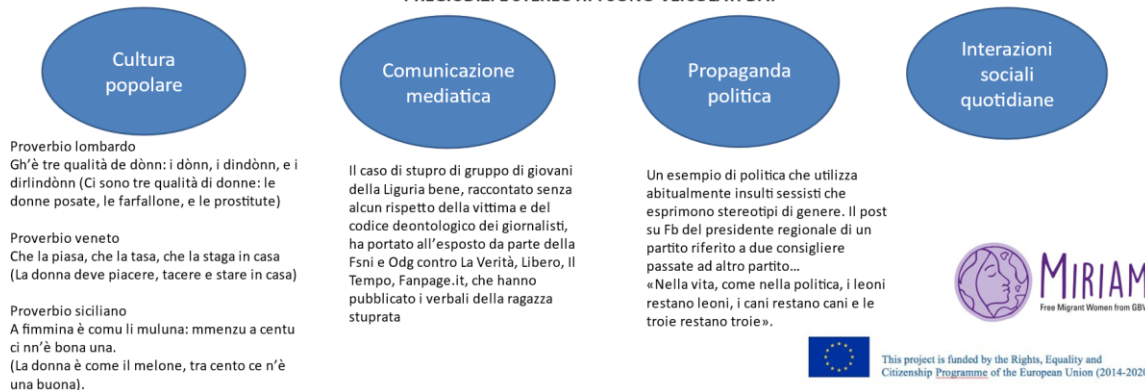 Cultura
popolare
Comunicazione
mediatica
Propaganda
politica
Interazioni
sociali
quotidiane
Proverbio lombardo
Gh’è tre qualità de dònn: i dònn, i dindònn, e i
dirlindònn (Ci sono tre qualità di donne: le
donne posate, le farfallone, e le prostitute)
Proverbio veneto
Che la piasa, che la tasa, che la staga in casa
(La donna deve piacere, tacere e stare in casa)
Proverbio siciliano
A fimmina è comu li muluna: mmenzu a centu
ci nn’è bona una.
(La donna è come il melone, tra cento ce n’è
una buona).
Il caso di stupro di gruppo di giovani
della Liguria bene, raccontato senza
alcun rispetto della vittima e del
codice deontologico dei giornalisti,
ha portato all’esposto da parte della
Fsni e Odg contro La Verità, Libero, Il
Tempo, Fanpage.it, che hanno
pubblicato i verbali della ragazza
stuprata
Un esempio di politica che utilizza
abitualmente insulti sessisti che
esprimono stereotipi di genere. Il post
su Fb del presidente regionale di un
partito riferito a due consigliere
passate ad altro partito…
«Nella vita, come nella politica, i leoni
restano leoni, i cani restano cani e le
troie restano troie».
MIRIAM
Free Migrant Women from GBV
This project is funded by the Rights, Equality and
Citizenship Programme of the European Union (2014-2020